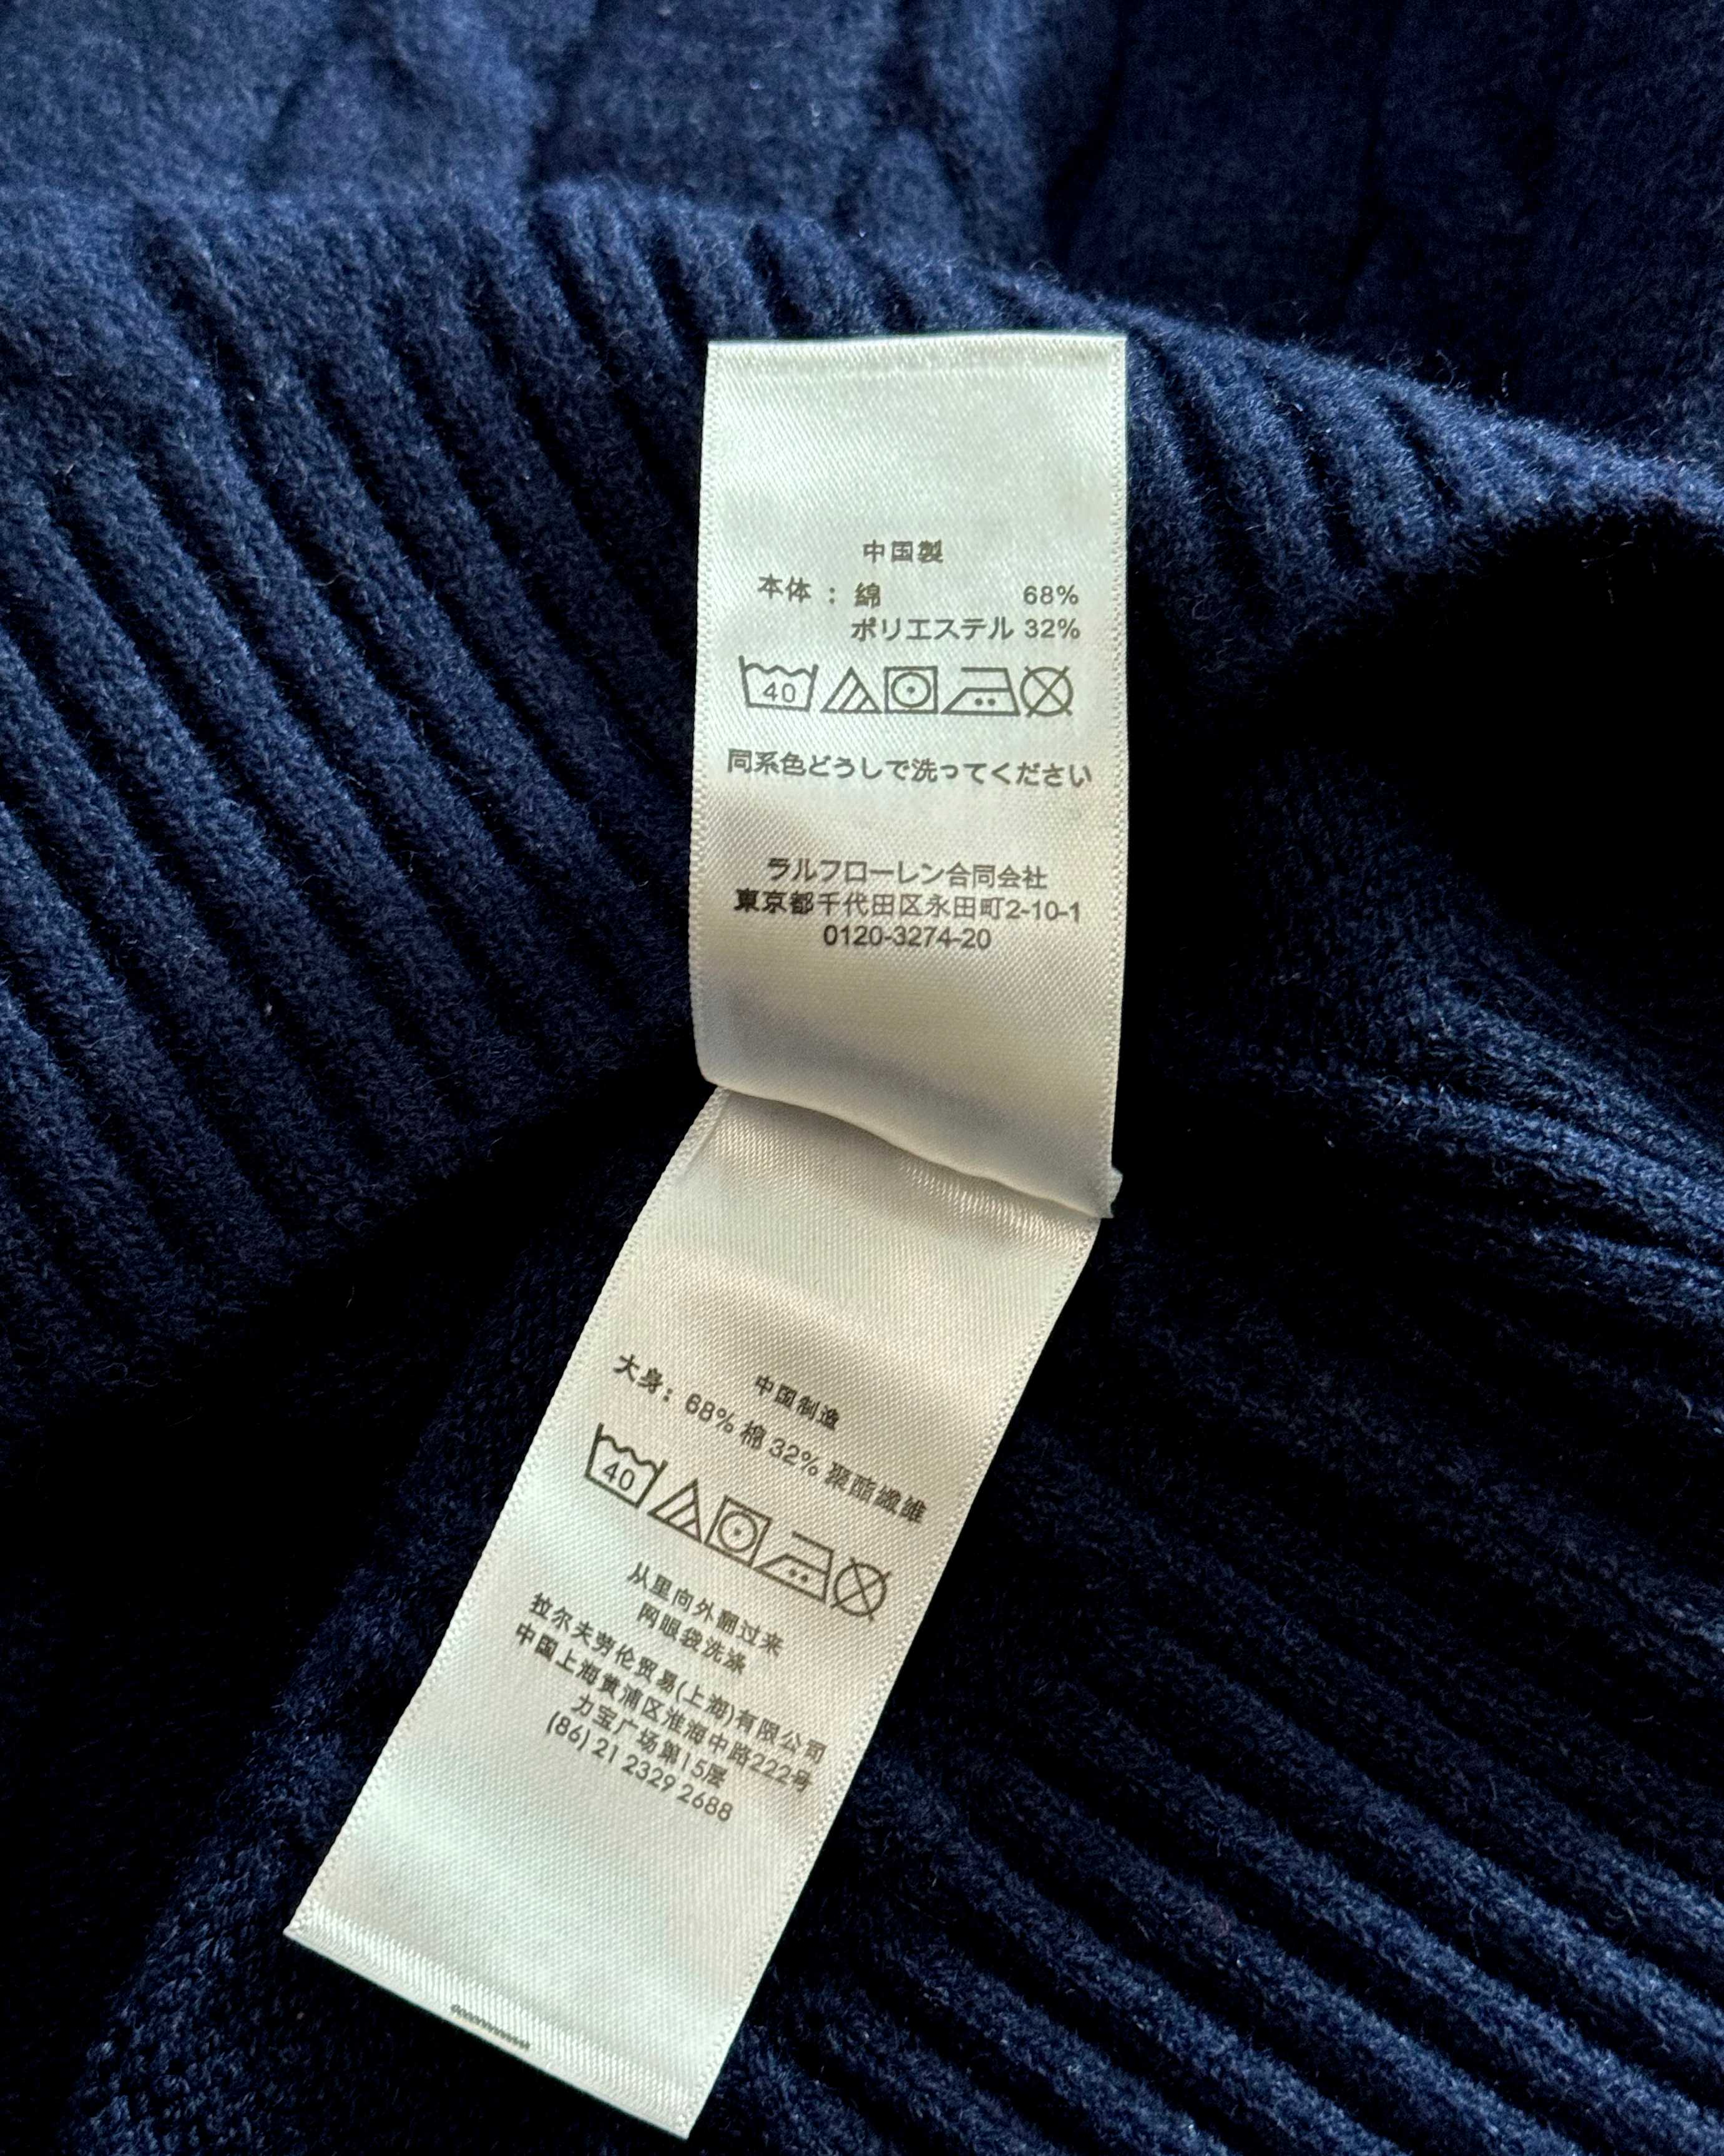 中国製
本体：綿 68%
ポリエステル 32%
40
同系色どうしで洗ってください
ラルフローレン合同会社
東京都千代田区永田町2-10-1
0120-3274-20
中国制造
大身：68% 棉 32% 聚酯纖維
40
从里向外翻过来
网眼袋洗涤
拉尔夫劳伦贸易(上海)有限公司
中国上海黄浦区淮海中路222号
力宝广场第15层
(86) 21 2329 2688